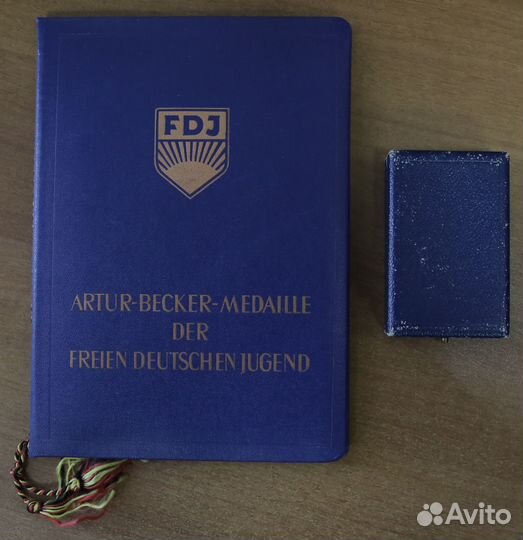 FDJ
ARTUR-BECKER-MEDAILLE
DER
FREIEN DEUTSCHEN JUGEND
Avito